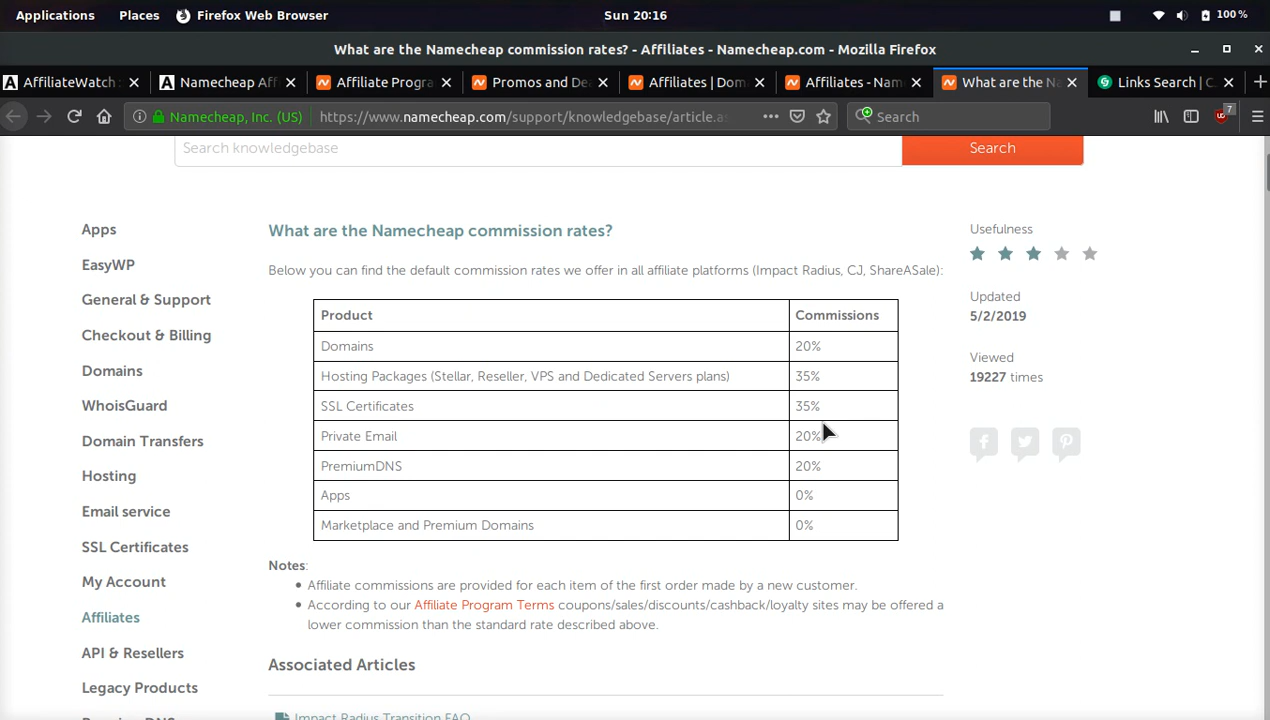 Applications Places Firefox Web Browser Sun 20:16 100%
What are the Namecheap commission rates? - Affiliates - Namecheap.com - Mozilla Firefox
AffiliateWatch Namecheap Aff Affiliate Progra Promos and De Affiliates | Dom Affiliates - Nam What are the Na Links Search | C
Namecheap, Inc. (US) https://www.namecheap.com/support/knowledgebase/article.as Search 7
Search knowledgebase Search
Apps
EasyWP
General & Support
Checkout & Billing
Domains
WhoisGuard
Domain Transfers
Hosting
Email service
SSL Certificates
My Account
Affiliates
API & Resellers
Legacy Products
What are the Namecheap commission rates?
Below you can find the default commission rates we offer in all affiliate platforms (Impact Radius, CJ, ShareASale):
Product Commissions
Domains 20%
Hosting Packages (Stellar, Reseller, VPS and Dedicated Servers plans) 35%
SSL Certificates 35%
Private Email 20%
PremiumDNS 20%
Apps 0%
Marketplace and Premium Domains 0%
Notes:
Affiliate commissions are provided for each item of the first order made by a new customer.
According to our Affiliate Program Terms coupons/sales/discounts/cashback/loyalty sites may be offered a
lower commission than the standard rate described above.
Associated Articles
Impact Radius Transition FAQ
Usefulness
Updated
5/2/2019
Viewed
19227 times